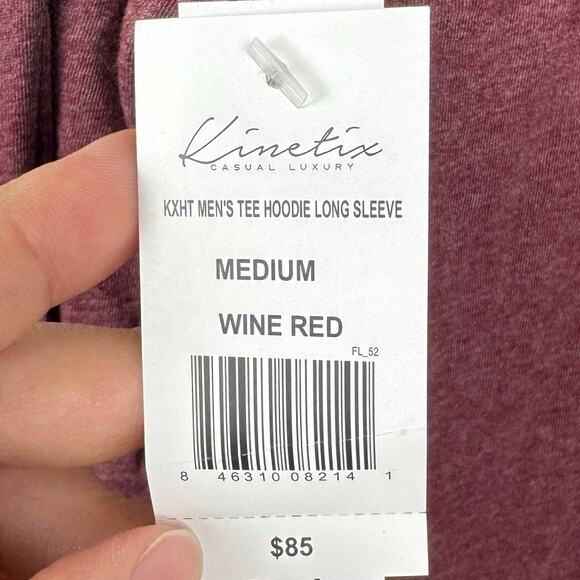 Kinetix
CASUAL LUXURY
KXHT MEN'S TEE HOODIE LONG SLEEVE
MEDIUM
WINE RED
FL_52
8 46310 08214 1
$85